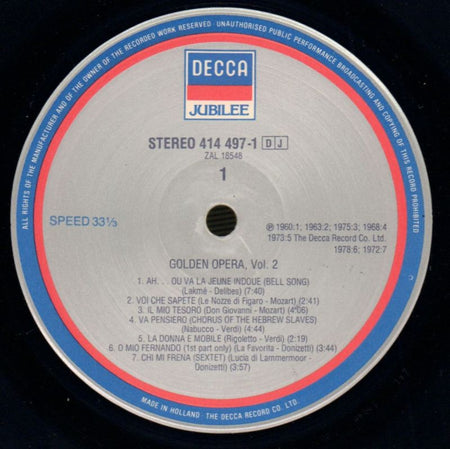 ALL RIGHTS OF THE MANUFACTURER AND OF THE OWNER OF THE RECORDED WORK RESERVED · UNAUTHORISED PUBLIC PERFORMANCE BROADCASTING AND COPYING OF THIS RECORD PROHIBITED
DECCA
JUBILEE
STEREO 414 497-1 D J
ZAL 18546
1
SPEED 33⅓
℗ 1960:1; 1963:2; 1975:3; 1968:4
1973:5 The Decca Record Co. Ltd.
1978:6; 1972:7
GOLDEN OPERA, Vol. 2
1. AH. . . OU VA LA JEUNE INDOUE (BELL SONG)
(Lakmé - Delibes) (7:40)
2. VOI CHE SAPETE (Le Nozze di Figaro - Mozart) (2:41)
3. IL MIO TESORO (Don Giovanni - Mozart) (4:06)
4. VA PENSIERO (CHORUS OF THE HEBREW SLAVES)
(Nabucco - Verdi) (4:44)
5. LA DONNA E MOBILE (Rigoletto - Verdi) (2:19)
6. O MIO FERNANDO (1st part only) (La Favorita - Donizetti) (3:44)
7. CHI MI FRENA (SEXTET) (Lucia di Lammermoor -
Donizetti) (3:57)
MADE IN HOLLAND · THE DECCA RECORD CO. LTD.